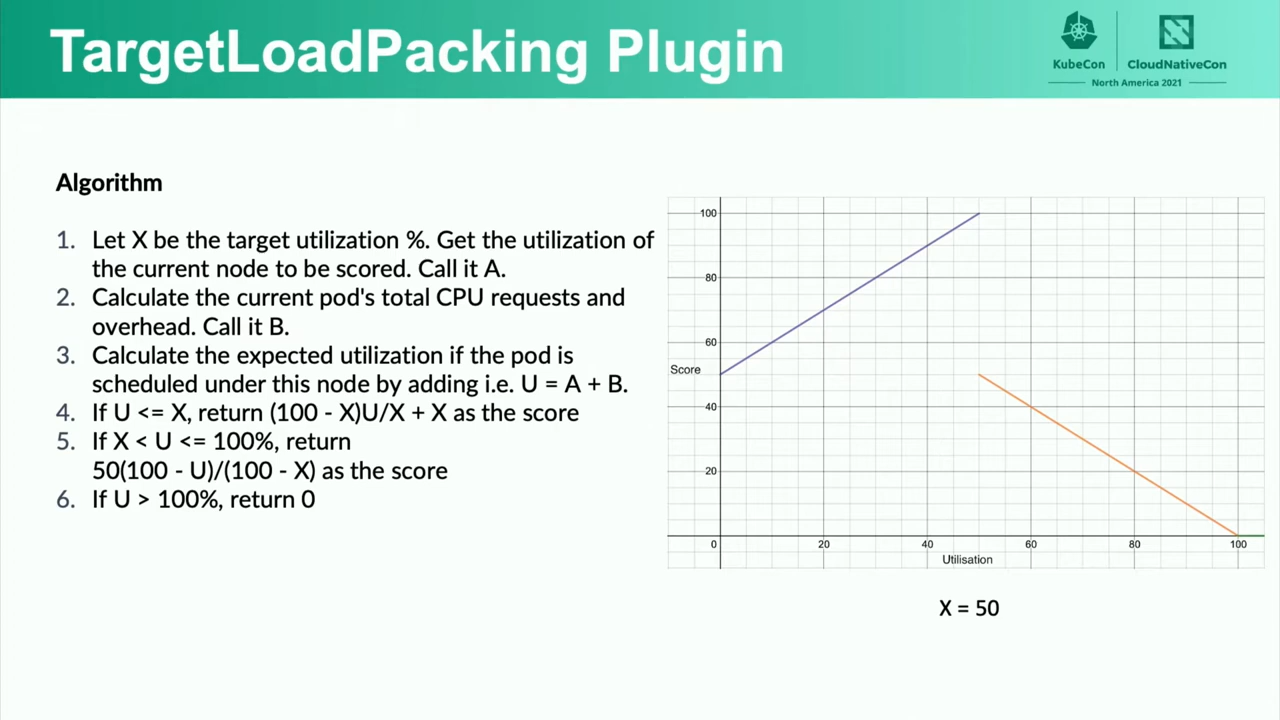 TargetLoadPacking Plugin
KubeCon
CloudNativeCon
North America 2021
Algorithm
1. Let X be the target utilization %. Get the utilization of
the current node to be scored. Call it A.
2. Calculate the current pod's total CPU requests and
overhead. Call it B.
3. Calculate the expected utilization if the pod is
scheduled under this node by adding i.e. U = A + B.
4. If U <= X, return (100 - X)U/X + X as the score
5. If X < U <= 100%, return
50(100 - U)/(100 - X) as the score
6. If U > 100%, return 0
100
80
60
Score
40
20
0 20 40 60 80 100
Utilisation
X = 50